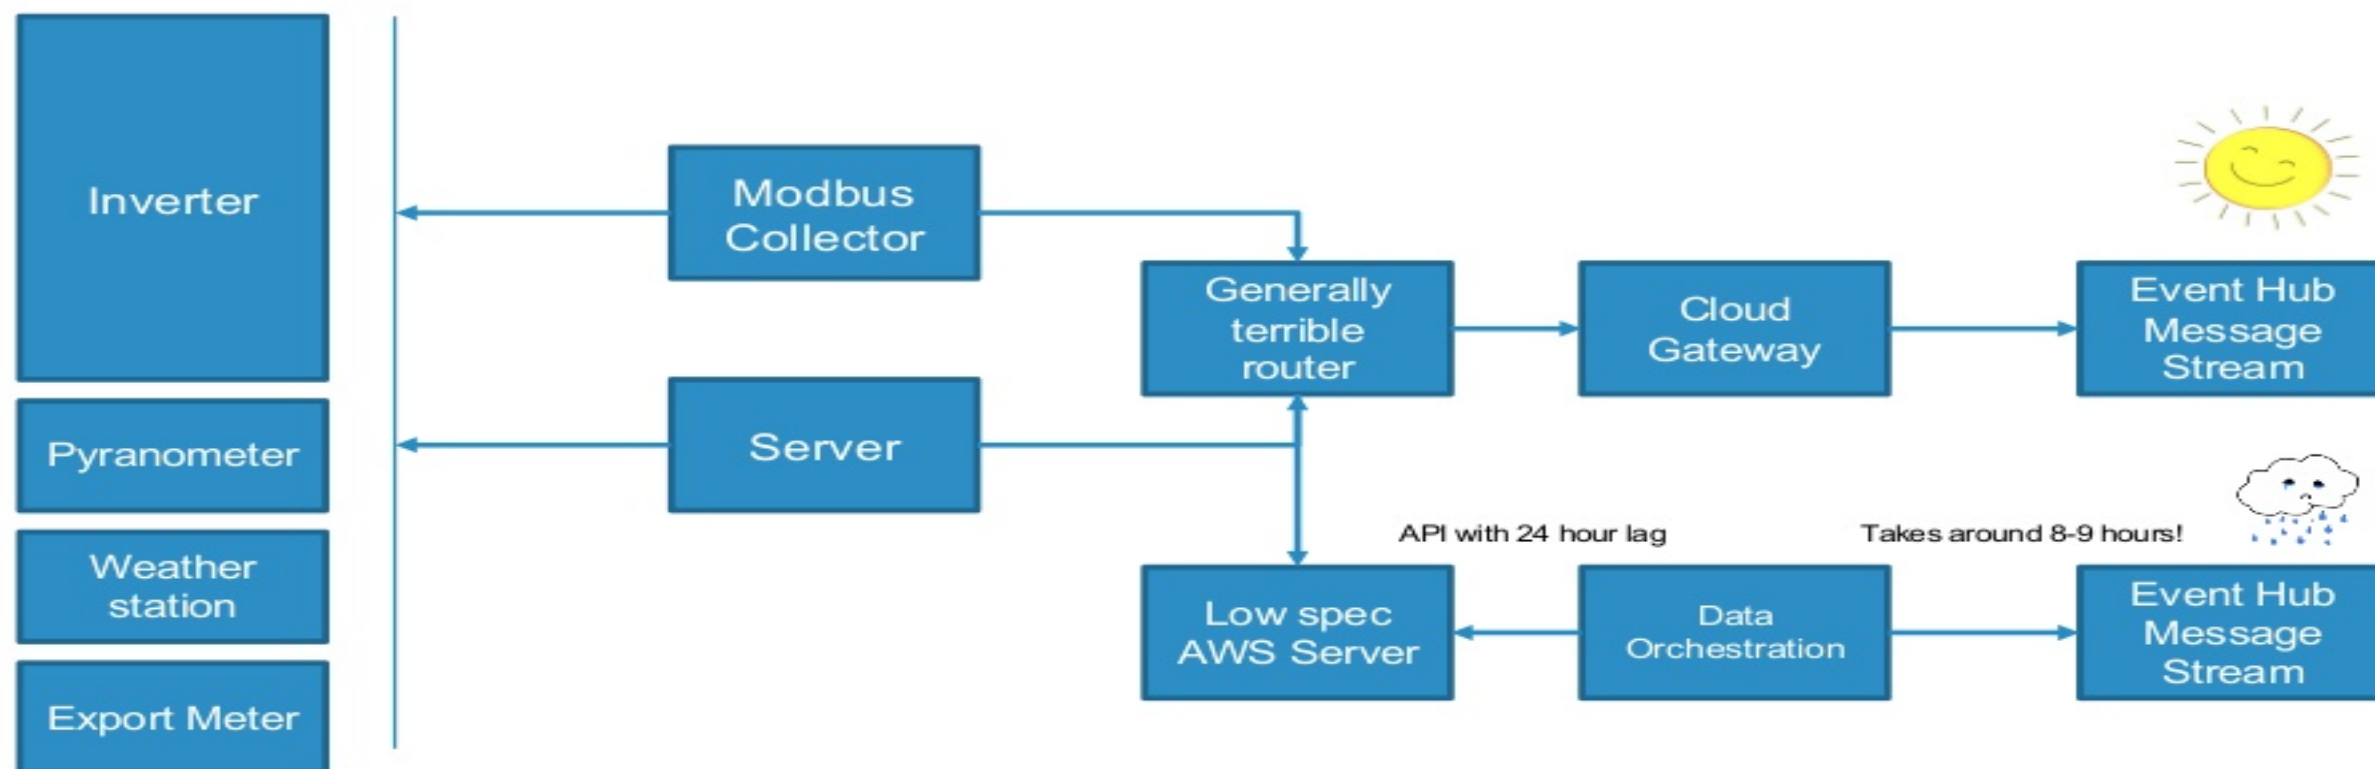 Inverter
Pyranometer
Weather
station
Export Meter
Modbus
Collector
Server
Generally
terrible
router
Cloud
Gateway
Event Hub
Message
Stream
API with 24 hour lag
Takes around 8-9 hours!
Low spec
AWS Server
Data
Orchestration
Event Hub
Message
Stream